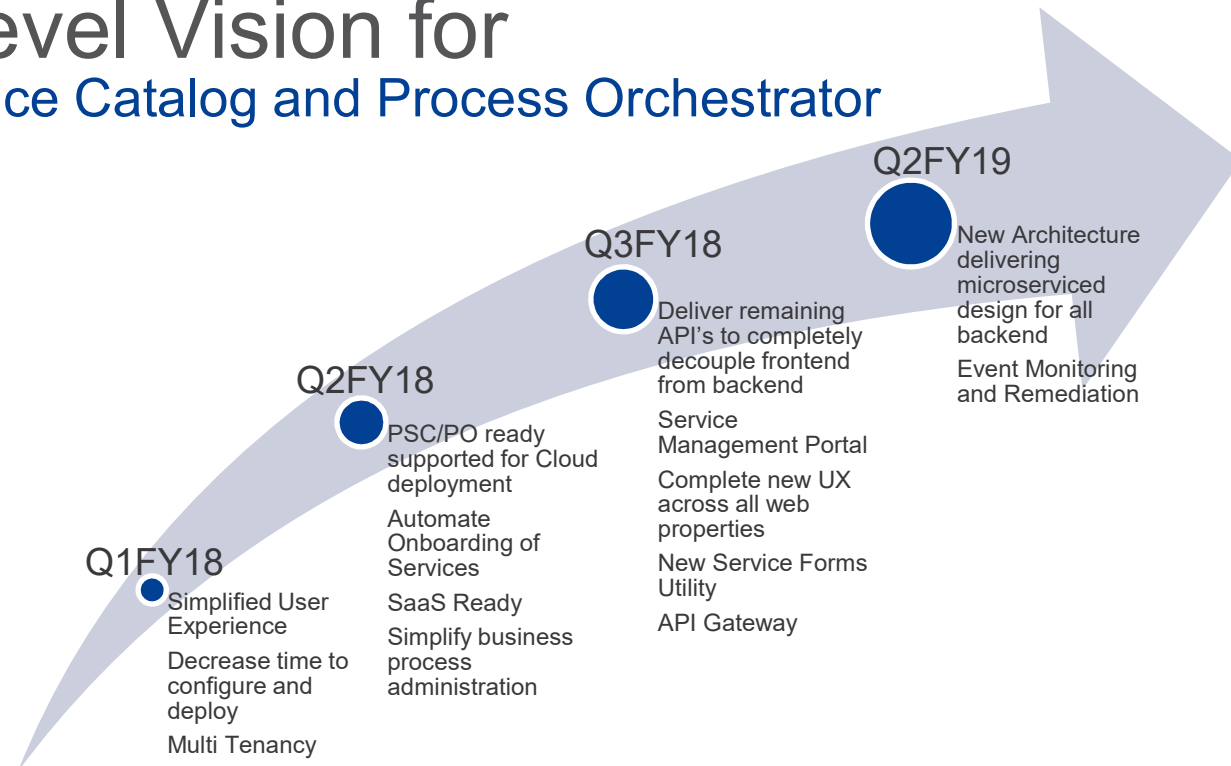 evel Vision for
ce Catalog and Process Orchestrator
Q1FY18
Simplified User
Experience
Decrease time to
configure and
deploy
Multi Tenancy
Q2FY18
PSC/PO ready
supported for Cloud
deployment
Automate
Onboarding of
Services
SaaS Ready
Simplify business
process
administration
Q3FY18
Deliver remaining
API's to completely
decouple frontend
from backend
Service
Management Portal
Complete new UX
across all web
properties
New Service Forms
Utility
API Gateway
Q2FY19
New Architecture
delivering
microserviced
design for all
backend
Event Monitoring
and Remediation